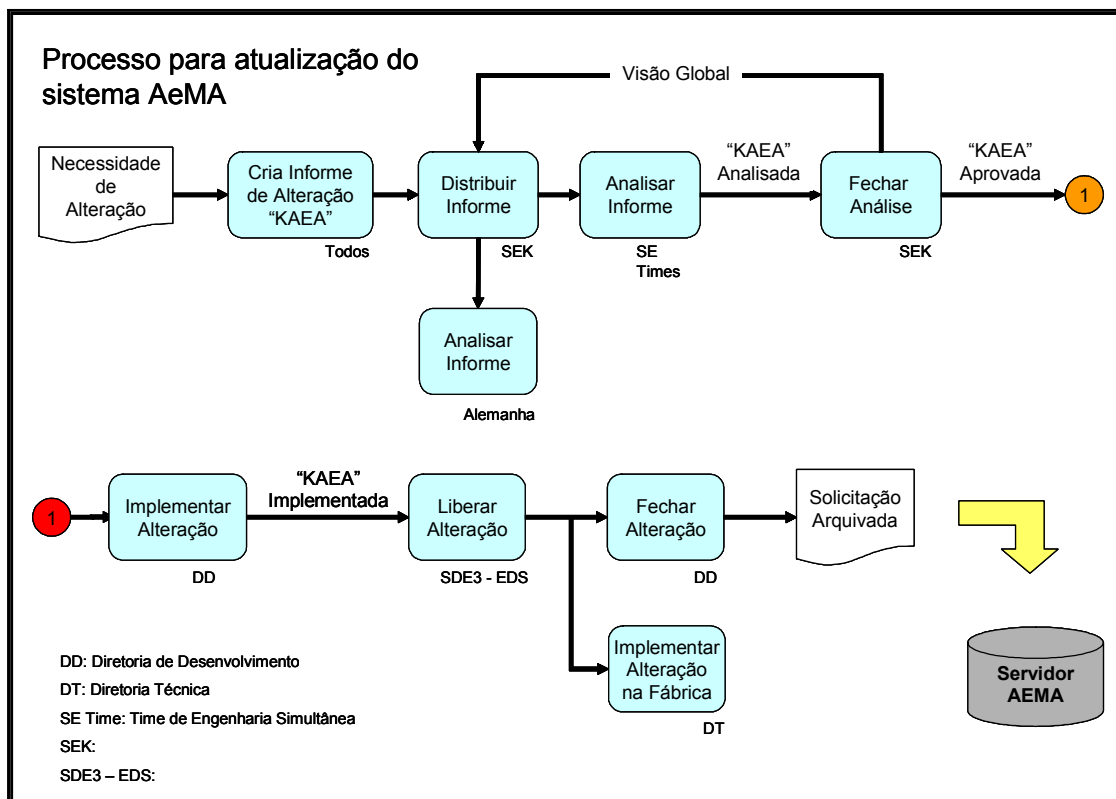 Processo para atualização do
sistema AeMA
Visão Global
Necessidade
de
Alteração
Cria Informe
de Alteração
“KAEA”
Todos
Distribuir
Informe
SEK
Analisar
Informe
SE
Times
“KAEA”
Analisada
Fechar
Análise
SEK
“KAEA”
Aprovada
1
Analisar
Informe
Alemanha
1
Implementar
Alteração
DD
“KAEA”
Implementada
Liberar
Alteração
SDE3 - EDS
Fechar
Alteração
DD
Solicitação
Arquivada
Implementar
Alteração
na Fábrica
DT
Servidor
AEMA
DD: Diretoria de Desenvolvimento
DT: Diretoria Técnica
SE Time: Time de Engenharia Simultânea
SEK:
SDE3 – EDS: